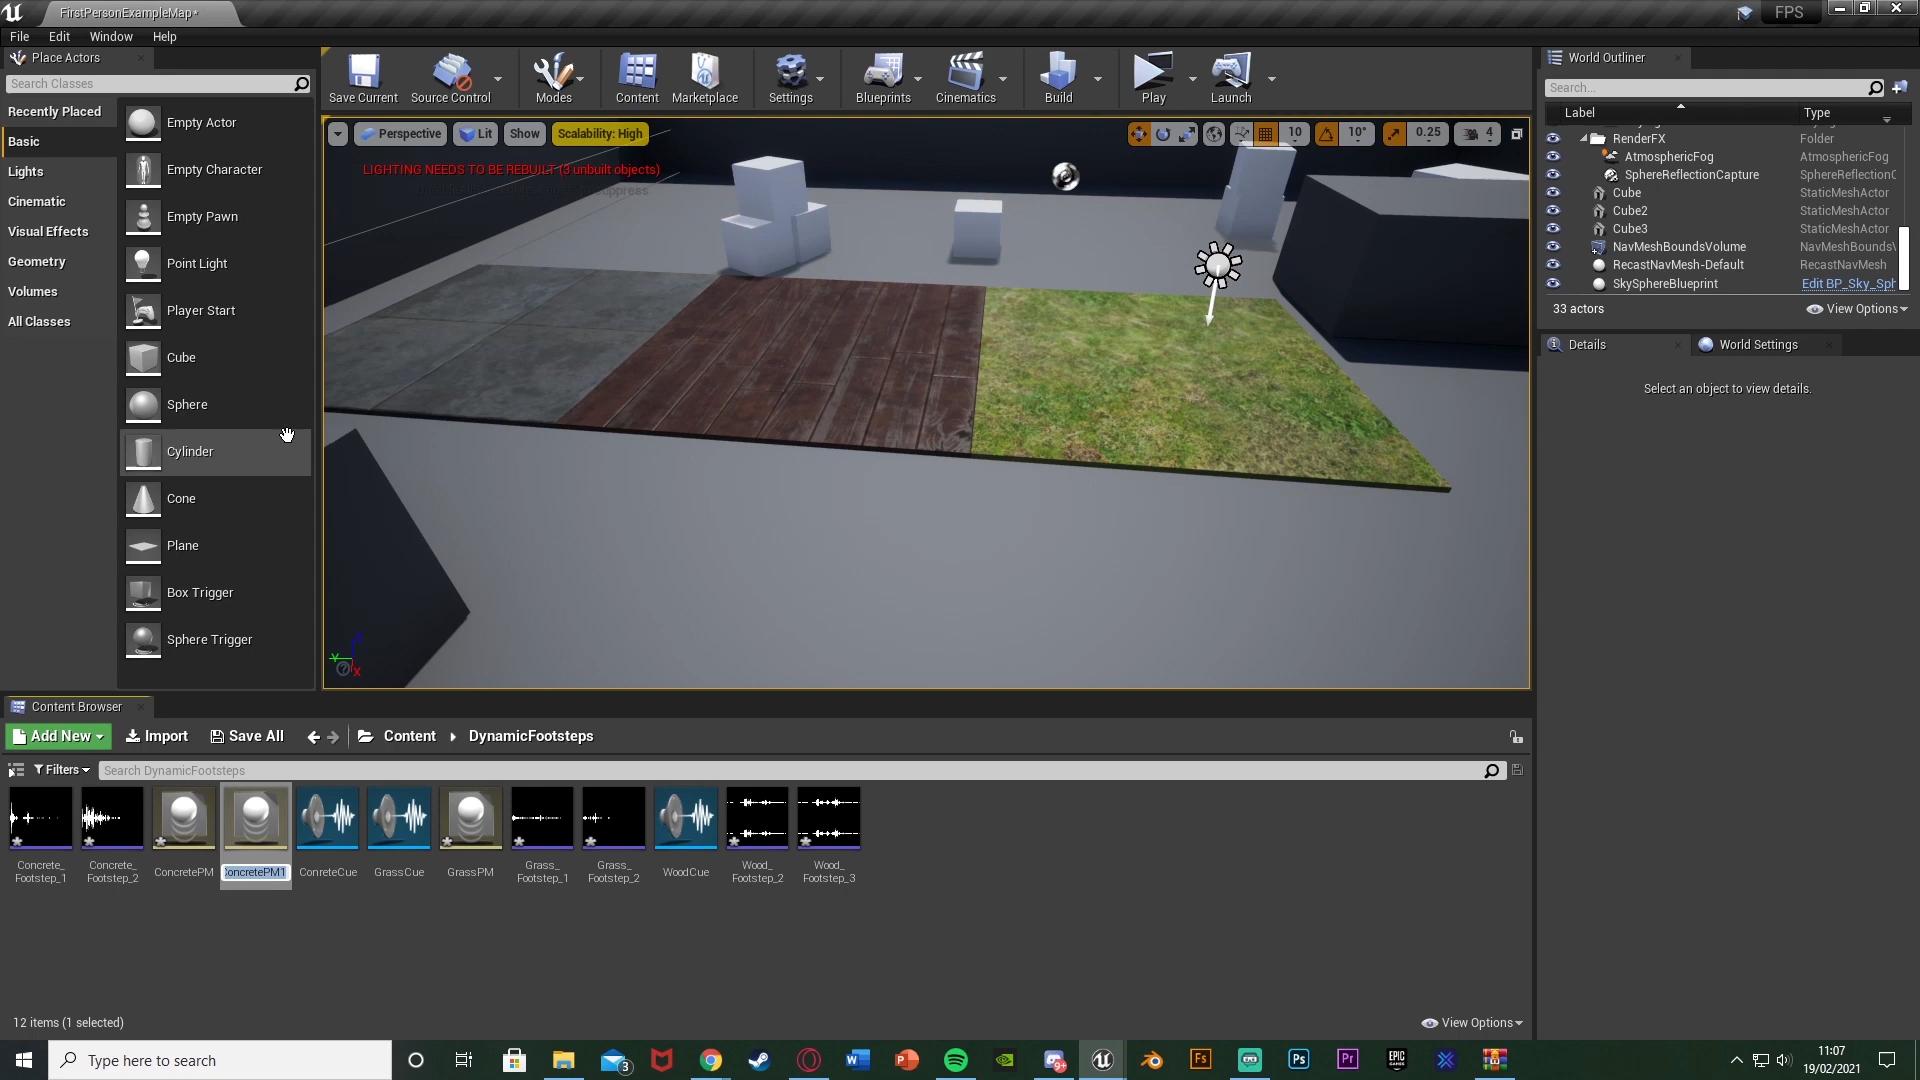 FirstPersonExampleMap*
FPS
File Edit Window Help
Place Actors
Search Classes
Recently Placed
Basic
Lights
Cinematic
Visual Effects
Geometry
Volumes
All Classes
Empty Actor
Empty Character
Empty Pawn
Point Light
Player Start
Cube
Sphere
Cylinder
Cone
Plane
Box Trigger
Sphere Trigger
Save Current Source Control Modes Content Marketplace Settings Blueprints Cinematics Build Play Launch
Perspective Lit Show Scalability: High 10 10° 0.25 4
LIGHTING NEEDS TO BE REBUILT (3 unbuilt objects)
Y X
World Outliner
Search...
Label Type
RenderFX Folder
AtmosphericFog AtmosphericFog
SphereReflectionCapture SphereReflectionC
Cube StaticMeshActor
Cube2 StaticMeshActor
Cube3 StaticMeshActor
NavMeshBoundsVolume NavMeshBoundsV
RecastNavMesh-Default RecastNavMesh
SkySphereBlueprint Edit BP_Sky_Sph
33 actors View Options
Details World Settings
Select an object to view details.
Content Browser
Add New Import Save All Content DynamicFootsteps
Filters Search DynamicFootsteps
Concrete_
Footstep_1
Concrete_
Footstep_2
ConcretePM
ConcretePM1
ConreteCue
GrassCue
GrassPM
Grass_
Footstep_1
Grass_
Footstep_2
WoodCue
Wood_
Footstep_2
Wood_
Footstep_3
12 items (1 selected) View Options
Type here to search
3
9+
11:07
19/02/2021